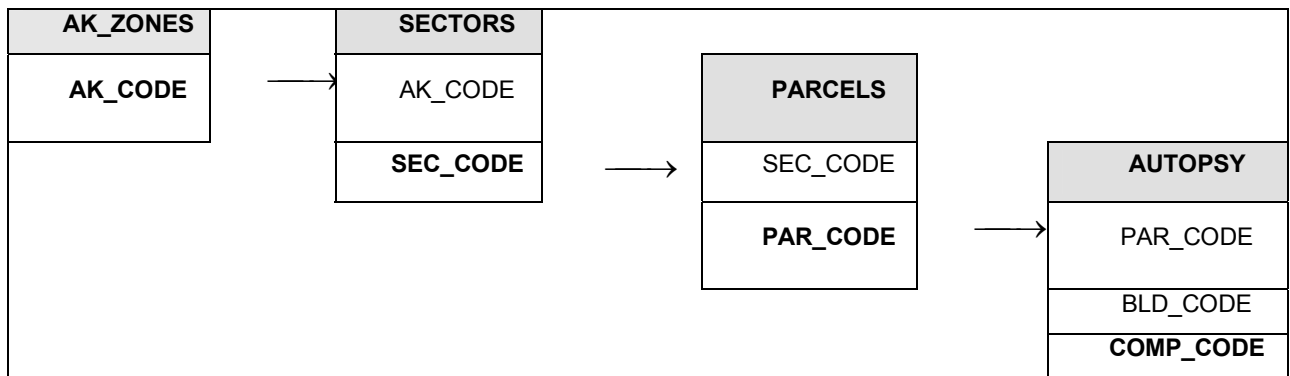 AK_ZONES
AK_CODE
SECTORS
AK_CODE
SEC_CODE
PARCELS
SEC_CODE
PAR_CODE
AUTOPSY
PAR_CODE
BLD_CODE
COMP_CODE